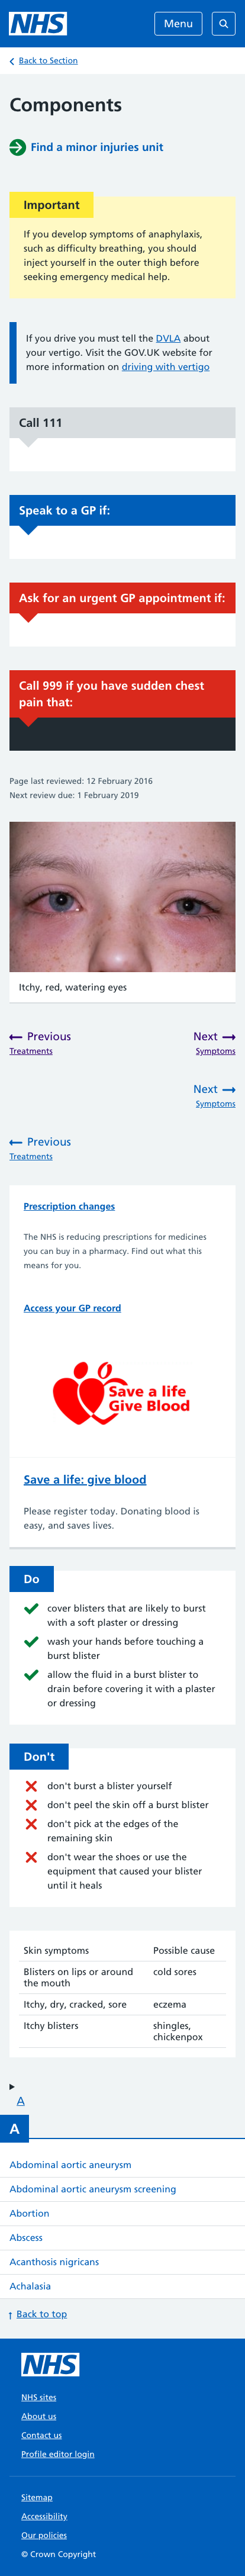 NHS
Menu
Back to Section
Components
Find a minor injuries unit
Important
If you develop symptoms of anaphylaxis,
such as difficulty breathing, you should
inject yourself in the outer thigh before
seeking emergency medical help.
If you drive you must tell the DVLA about
your vertigo. Visit the GOV.UK website for
more information on driving with vertigo
Call 111
Speak to a GP if:
Ask for an urgent GP appointment if:
Call 999 if you have sudden chest
pain that:
Page last reviewed: 12 February 2016
Next review due: 1 February 2019
Itchy, red, watering eyes
Previous
Treatments
Next
Symptoms
Next
Symptoms
Previous
Treatments
Prescription changes
The NHS is reducing prescriptions for medicines
you can buy in a pharmacy. Find out what this
means for you.
Access your GP record
Save a life
Give blood
Save a life: give blood
Please register today. Donating blood is
easy, and saves lives.
Do
cover blisters that are likely to burst
with a soft plaster or dressing
wash your hands before touching a
burst blister
allow the fluid in a burst blister to
drain before covering it with a plaster
or dressing
Don't
don't burst a blister yourself
don't peel the skin off a burst blister
don't pick at the edges of the
remaining skin
don't wear the shoes or use the
equipment that caused your blister
until it heals
Skin symptoms Possible cause
Blisters on lips or around cold sores
the mouth
Itchy, dry, cracked, sore eczema
Itchy blisters shingles,
chickenpox
A
A
Abdominal aortic aneurysm
Abdominal aortic aneurysm screening
Abortion
Abscess
Acanthosis nigricans
Achalasia
Back to top
NHS
NHS sites
About us
Contact us
Profile editor login
Sitemap
Accessibility
Our policies
© Crown Copyright